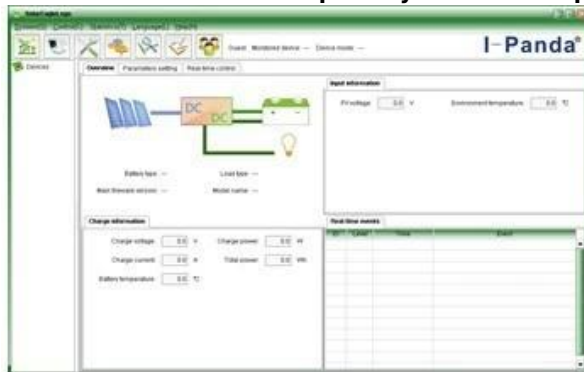 Guest
Monitored device --
Device mode --
I-Panda
Devices
Overview
Parameters setting
Real-time control
DC
DC
Battery type --
Load type --
Main firmware version --
Model name --
Input information
PV voltage 0.0 V
Environment temperature 0.0 ℃
Charge information
Charge voltage 0.0 V
Charge power 0.0 W
Charge current 0.0 A
Total power 0.0 Wh
Battery temperature 0.0 ℃
Real-time events
ID Level Time Event